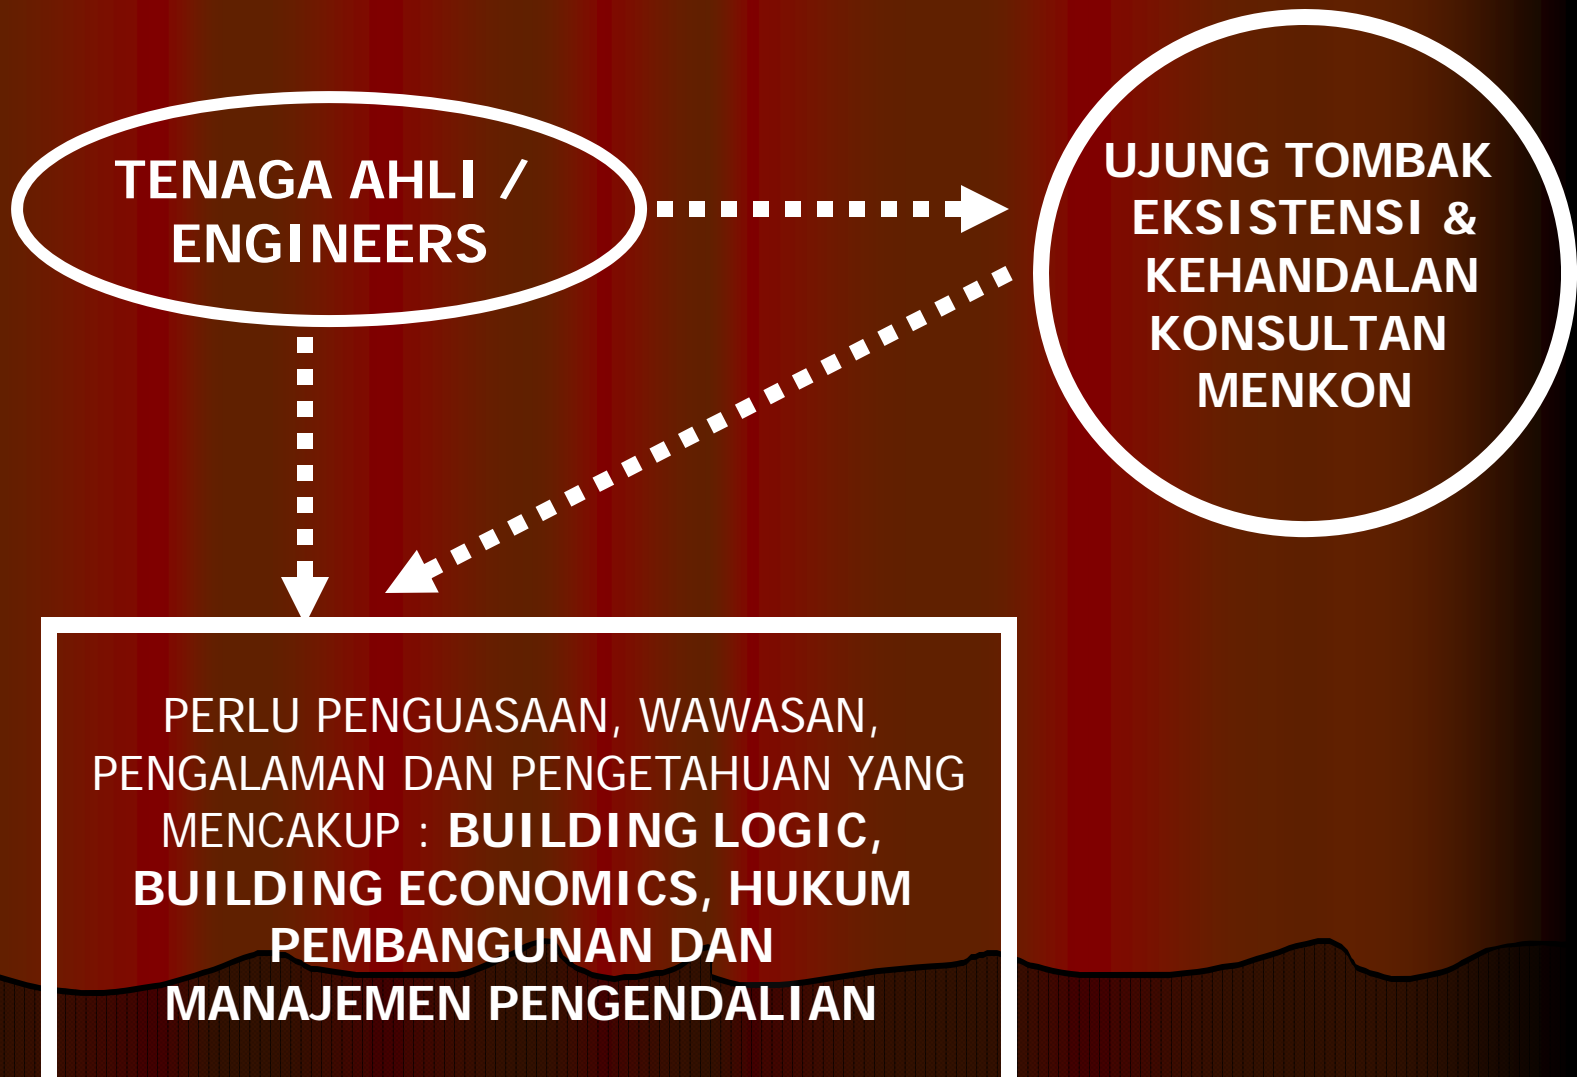 TENAGA AHLI /
ENGINEERS
UJUNG TOMBAK
EKSISTENSI &
KEHANDALAN
KONSULTAN
MENKON
PERLU PENGUASAAN, WAWASAN,
PENGALAMAN DAN PENGETAHUAN YANG
MENCAKUP : BUILDING LOGIC,
BUILDING ECONOMICS, HUKUM
PEMBANGUNAN DAN
MANAJEMEN PENGENDALIAN